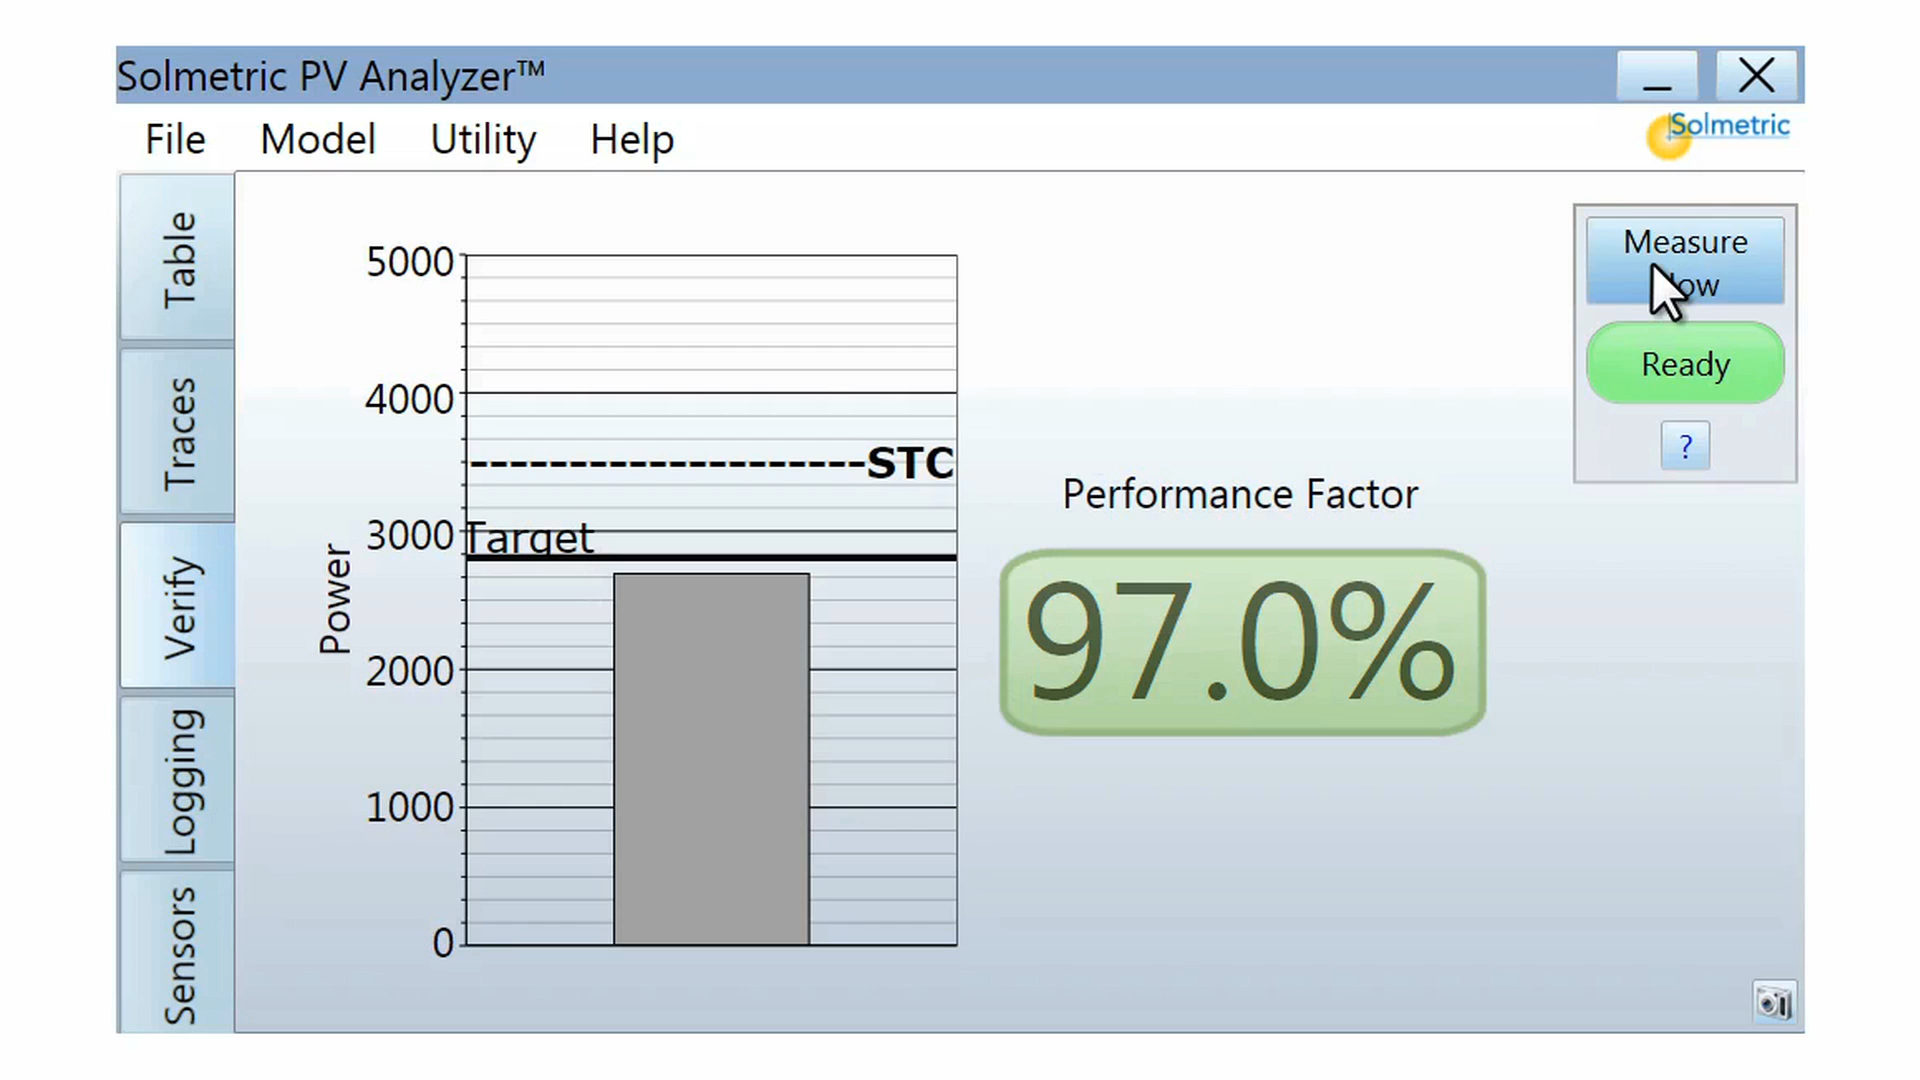 Solmetric PV Analyzer™
File Model Utility Help
Solmetric
Table
Traces
Verify
Logging
Sensors
Power
5000
4000
3000
2000
1000
0
STC
Target
Performance Factor
97.0%
Measure
Ready
?